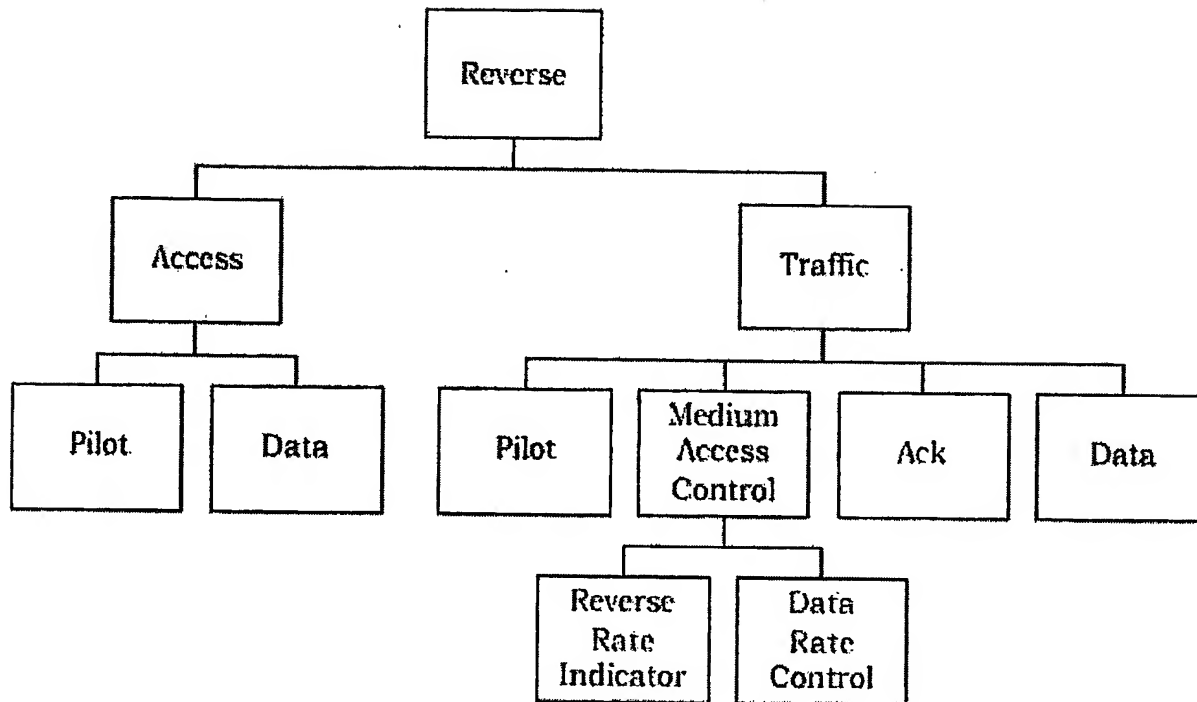 Reverse
Access
Traffic
Pilot
Data
Pilot
Medium
Access
Control
Ack
Data
Reverse
Rate
Indicator
Data
Rate
Control